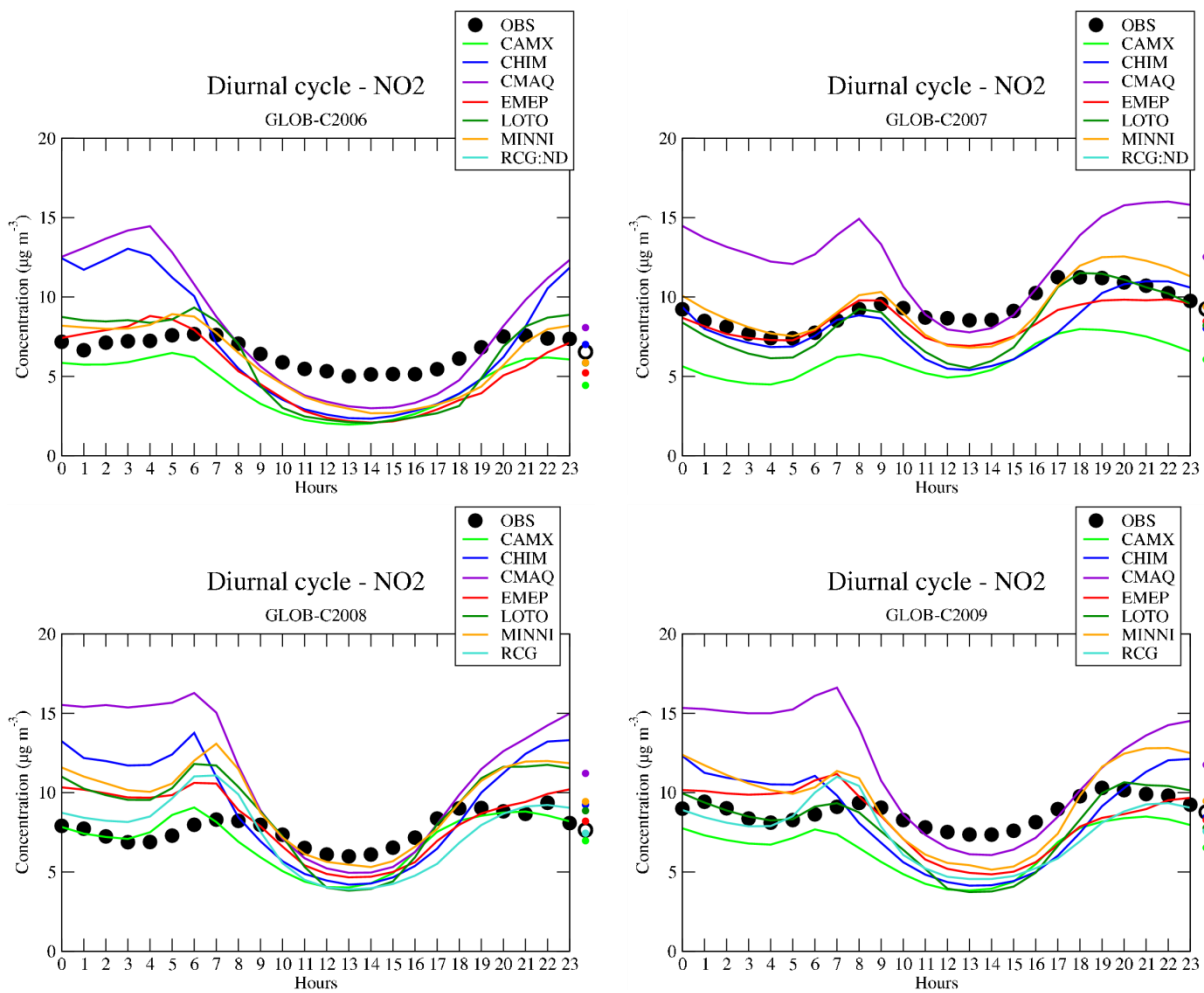 OBS
CAMX
CHIM
CMAQ
EMEP
LOTO
MINNI
RCG:ND
Diurnal cycle - NO2
GLOB-C2006
20
15
10
5
0
Concentration (μg m-3)
0 1 2 3 4 5 6 7 8 9 10 11 12 13 14 15 16 17 18 19 20 21 22 23
Hours
OBS
CAMX
CHIM
CMAQ
EMEP
LOTO
MINNI
RCG:ND
Diurnal cycle - NO2
GLOB-C2007
20
15
10
5
0
Concentration (μg m-3)
0 1 2 3 4 5 6 7 8 9 10 11 12 13 14 15 16 17 18 19 20 21 22 23
Hours
OBS
CAMX
CHIM
CMAQ
EMEP
LOTO
MINNI
RCG
Diurnal cycle - NO2
GLOB-C2008
20
15
10
5
0
Concentration (μg m-3)
0 1 2 3 4 5 6 7 8 9 10 11 12 13 14 15 16 17 18 19 20 21 22 23
Hours
OBS
CAMX
CHIM
CMAQ
EMEP
LOTO
MINNI
RCG
Diurnal cycle - NO2
GLOB-C2009
20
15
10
5
0
Concentration (μg m-3)
0 1 2 3 4 5 6 7 8 9 10 11 12 13 14 15 16 17 18 19 20 21 22 23
Hours